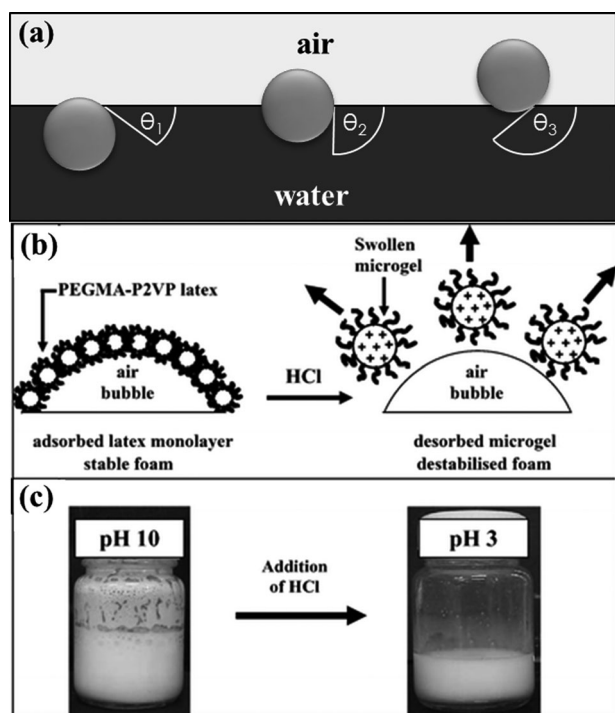 (a)
air
θ1
θ2
θ3
water
(b)
Swollen
microgel
PEGMA-P2VP latex
air
bubble
HCl
air
bubble
adsorbed latex monolayer
stable foam
desorbed microgel
destabilised foam
(c)
pH 10
Addition
of HCl
pH 3